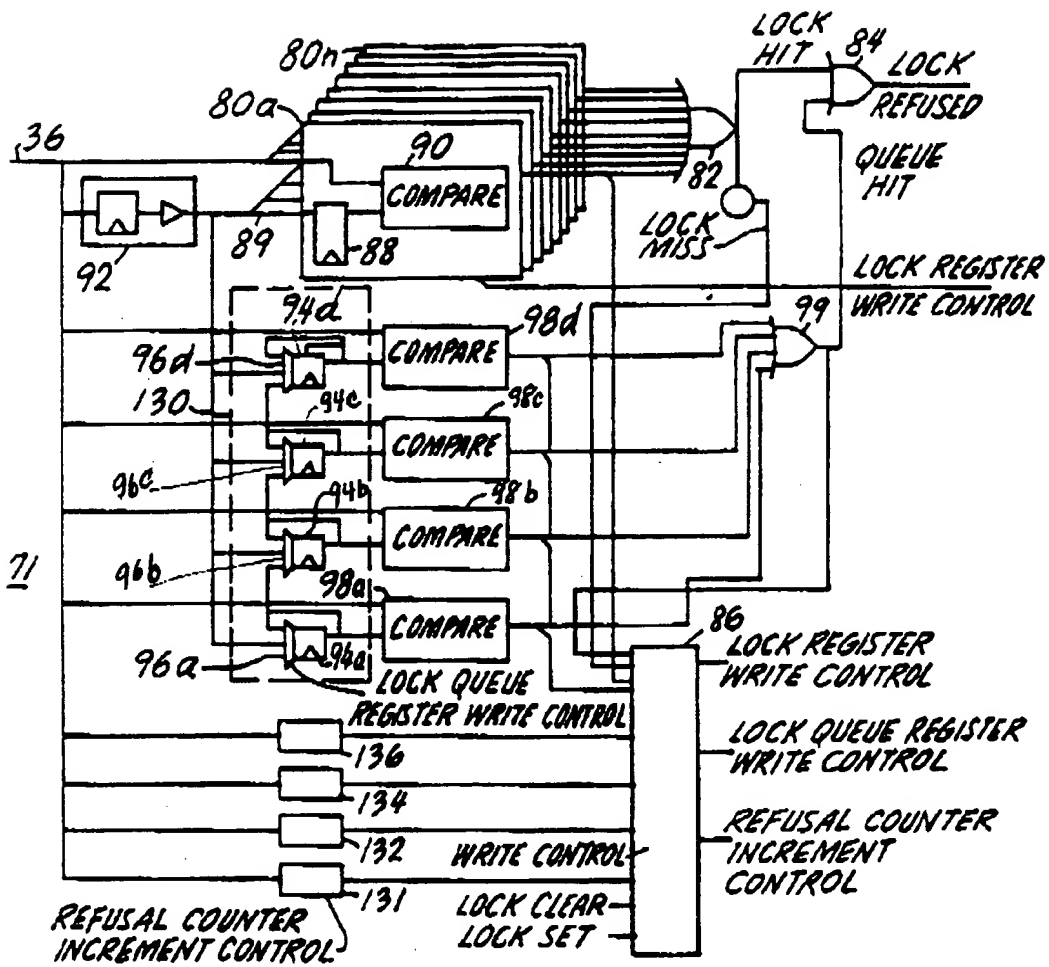 80n
LOCK
HIT
84
LOCK
REFUSED
80a
36
90
COMPARE
82
QUEUE
HIT
92
89
88
LOCK
MISS
LOCK REGISTER
WRITE CONTROL
94d
99
96d
COMPARE
98d
130
94c
98c
COMPARE
96c
94b
98b
COMPARE
71
96b
98a
COMPARE
86
96a
94a
LOCK QUEUE
REGISTER WRITE CONTROL
LOCK REGISTER
WRITE CONTROL
136
LOCK QUEUE REGISTER
WRITE CONTROL
134
132
WRITE CONTROL
REFUSAL COUNTER
INCREMENT
CONTROL
131
LOCK CLEAR
LOCK SET
REFUSAL COUNTER
INCREMENT CONTROL